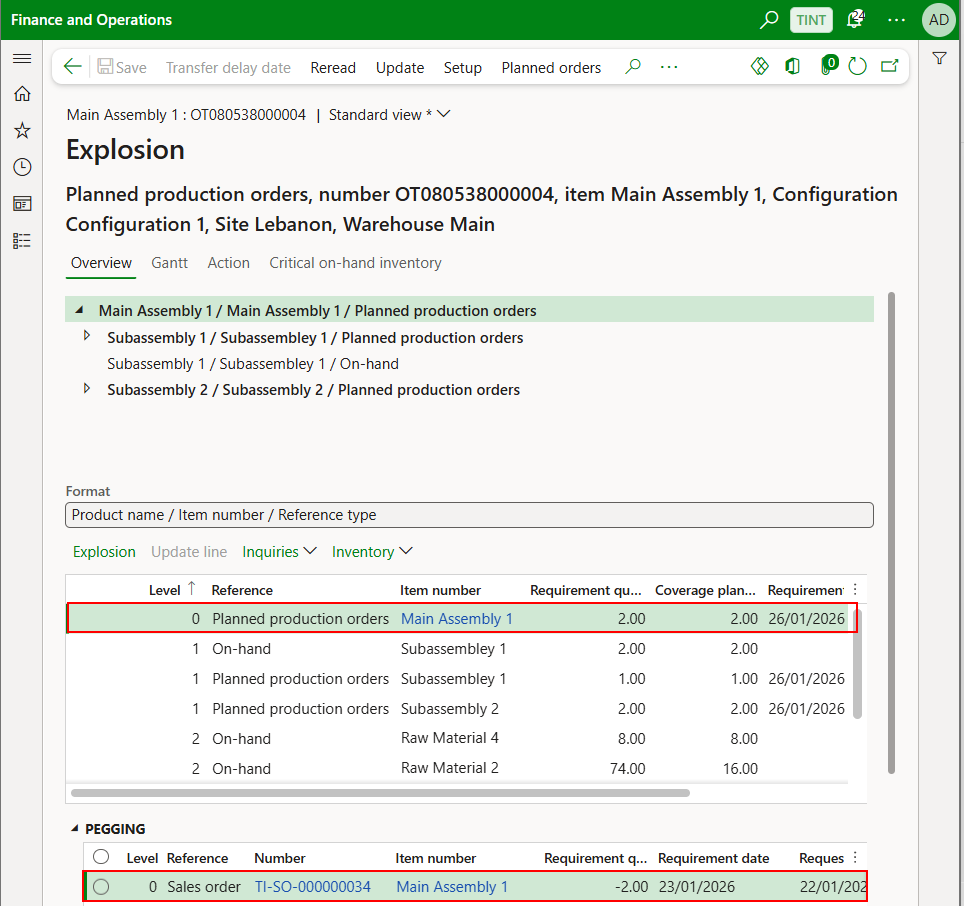 Finance and Operations TINT 24 AD
Save Transfer delay date Reread Update Setup Planned orders 0
Main Assembly 1 : OT080538000004 | Standard view *
Explosion
Planned production orders, number OT080538000004, item Main Assembly 1, Configuration
Configuration 1, Site Lebanon, Warehouse Main
Overview Gantt Action Critical on-hand inventory
Main Assembly 1 / Main Assembly 1 / Planned production orders
Subassembly 1 / Subassembley 1 / Planned production orders
Subassembly 1 / Subassembley 1 / On-hand
Subassembly 2 / Subassembly 2 / Planned production orders
Format
Product name / Item number / Reference type
Explosion Update line Inquiries Inventory
Level Reference Item number Requirement qu... Coverage plan... Requirement
0 Planned production orders Main Assembly 1 2.00 2.00 26/01/2026
1 On-hand Subassembley 1 2.00 2.00
1 Planned production orders Subassembley 1 1.00 1.00 26/01/2026
1 Planned production orders Subassembly 2 2.00 2.00 26/01/2026
2 On-hand Raw Material 4 8.00 8.00
2 On-hand Raw Material 2 74.00 16.00
PEGGING
Level Reference Number Item number Requirement q... Requirement date Reques
0 Sales order TI-SO-000000034 Main Assembly 1 -2.00 23/01/2026 22/01/202